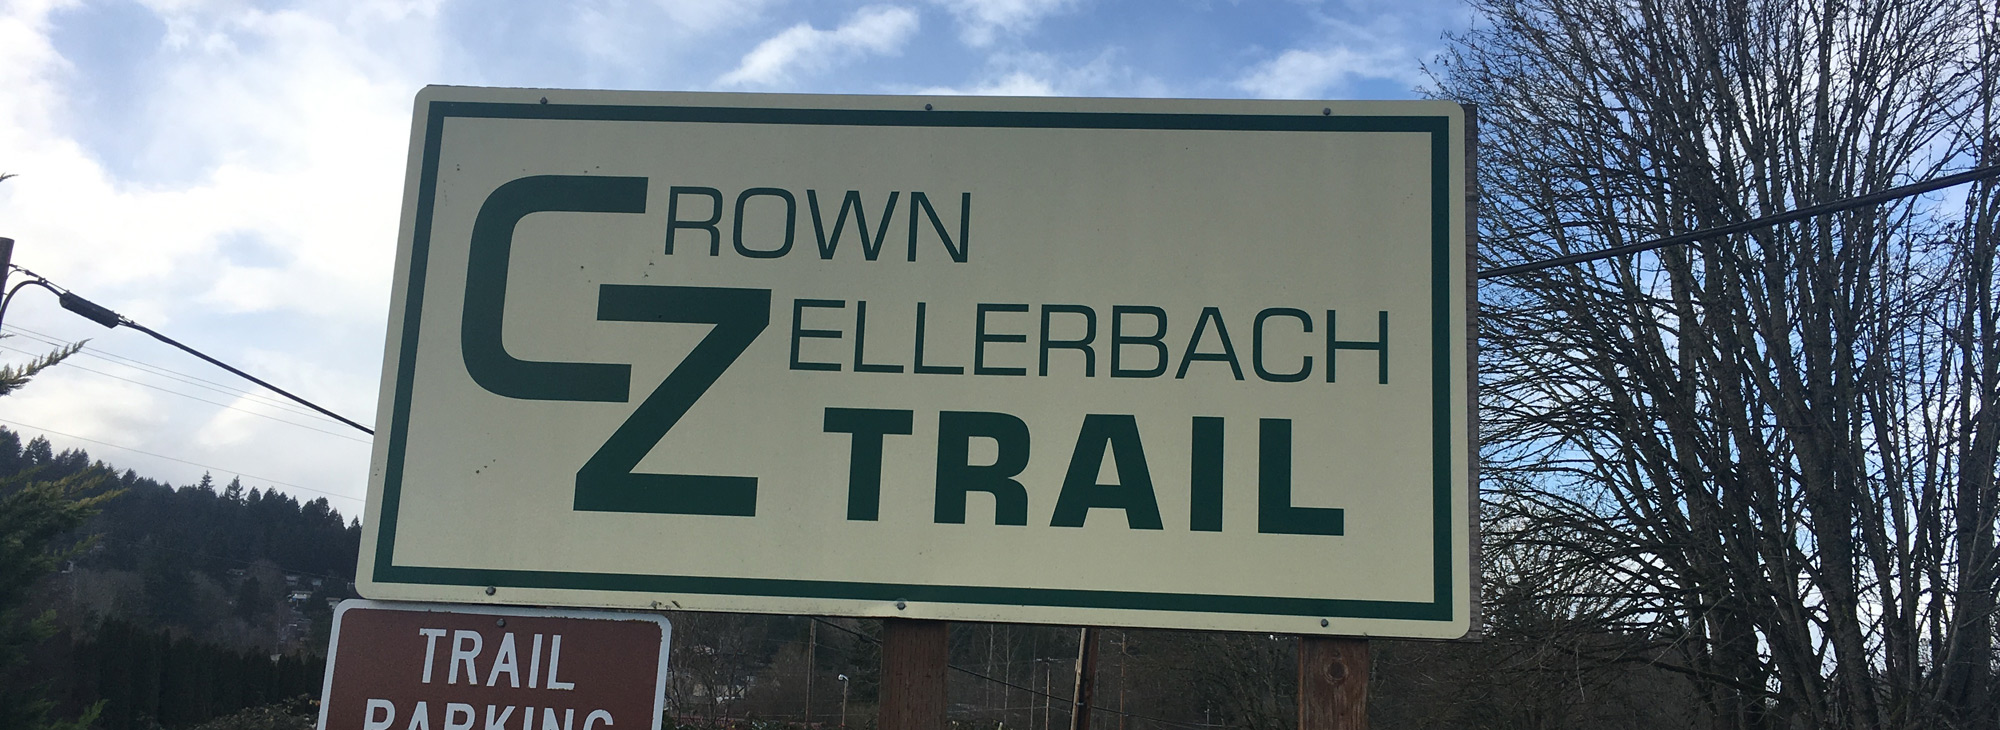 CROWN
ZELLERBACH
TRAIL
TRAIL
PARKING